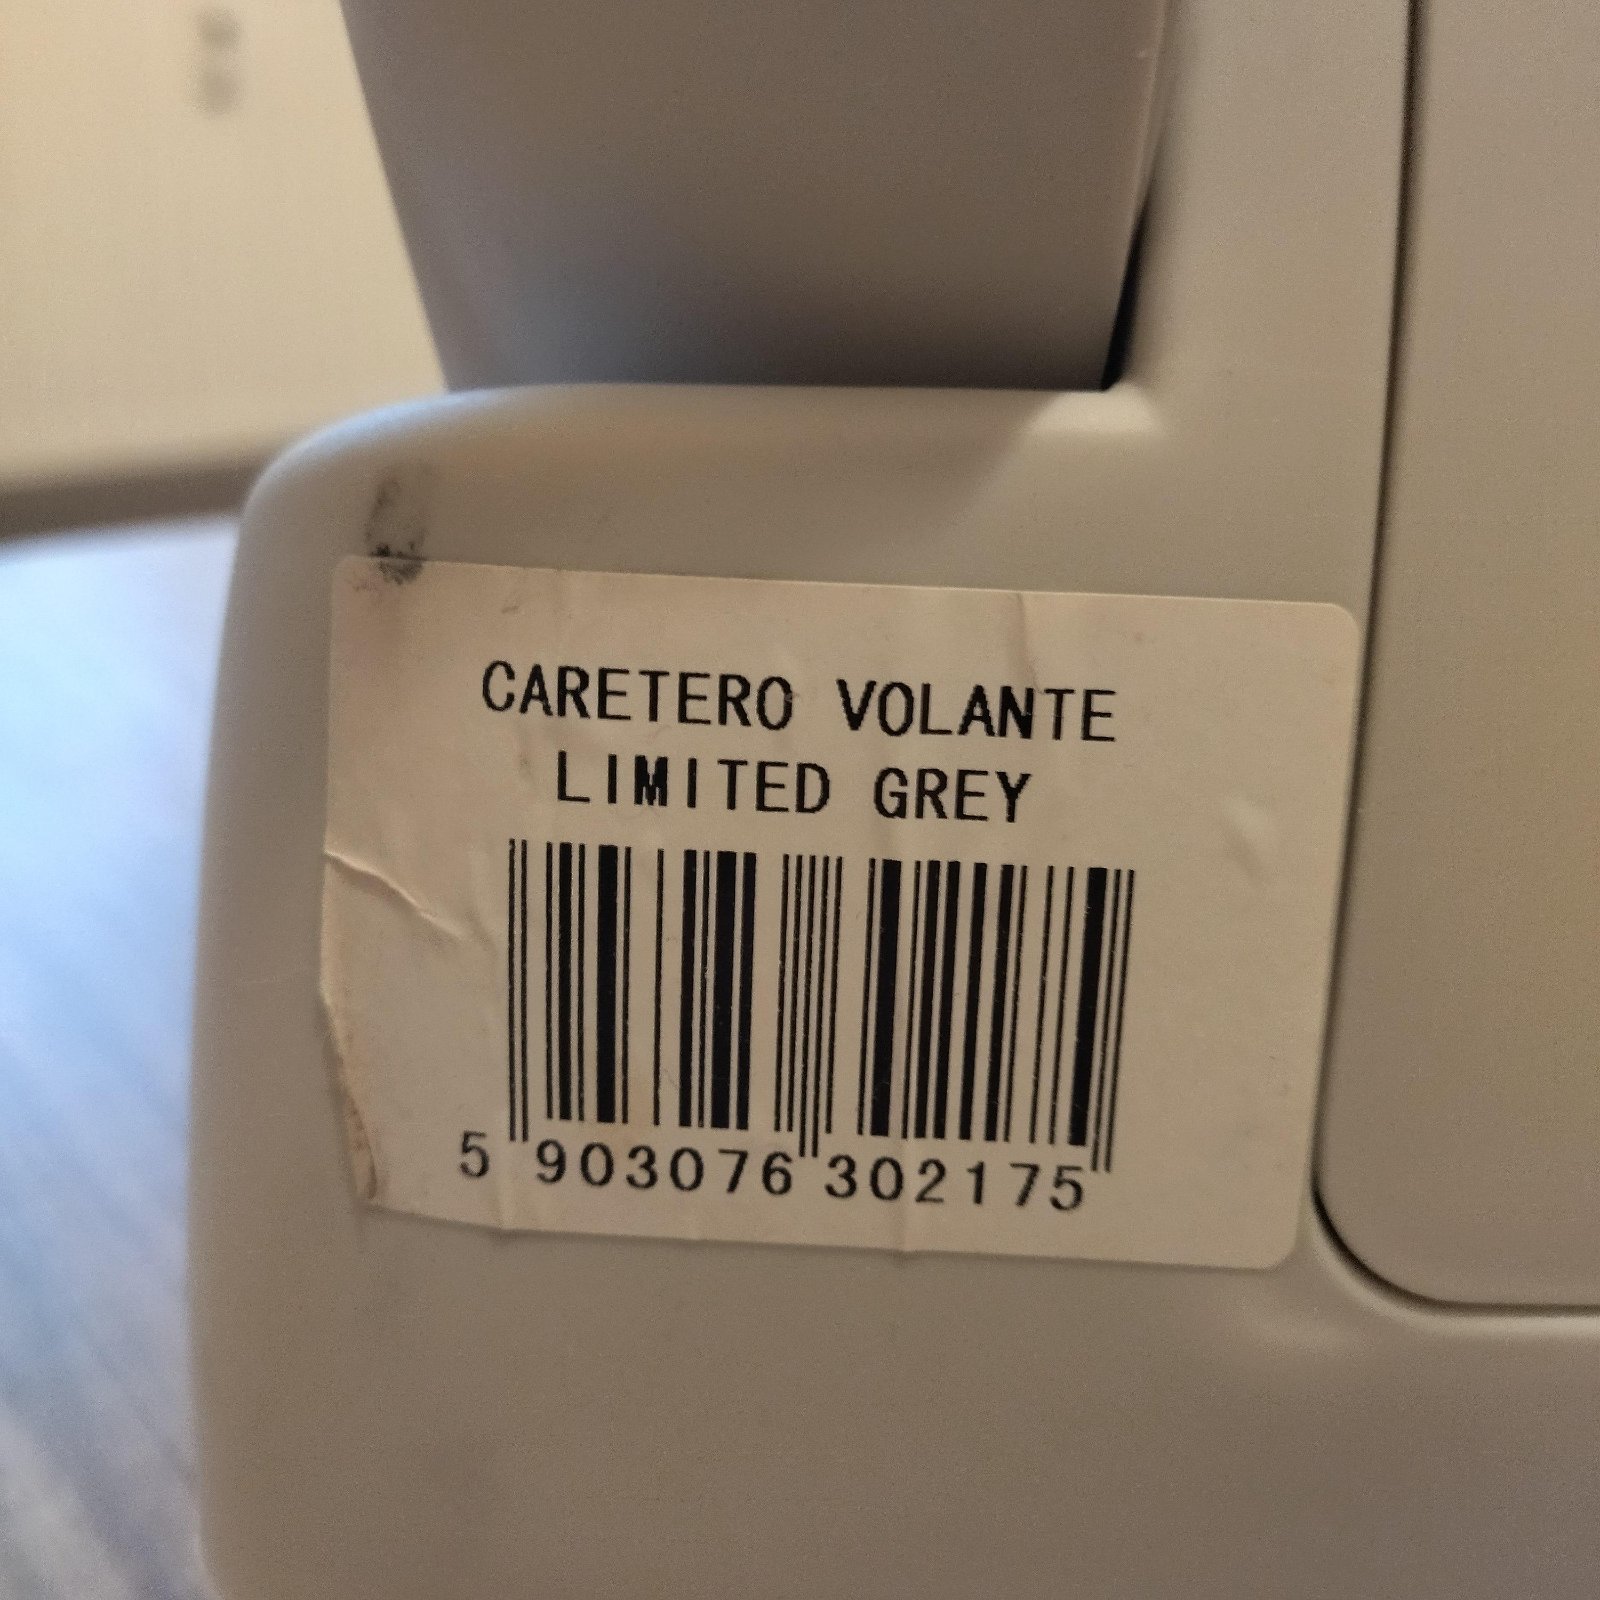 CARETERO VOLANTE
LIMITED GREY
5 903076 302175